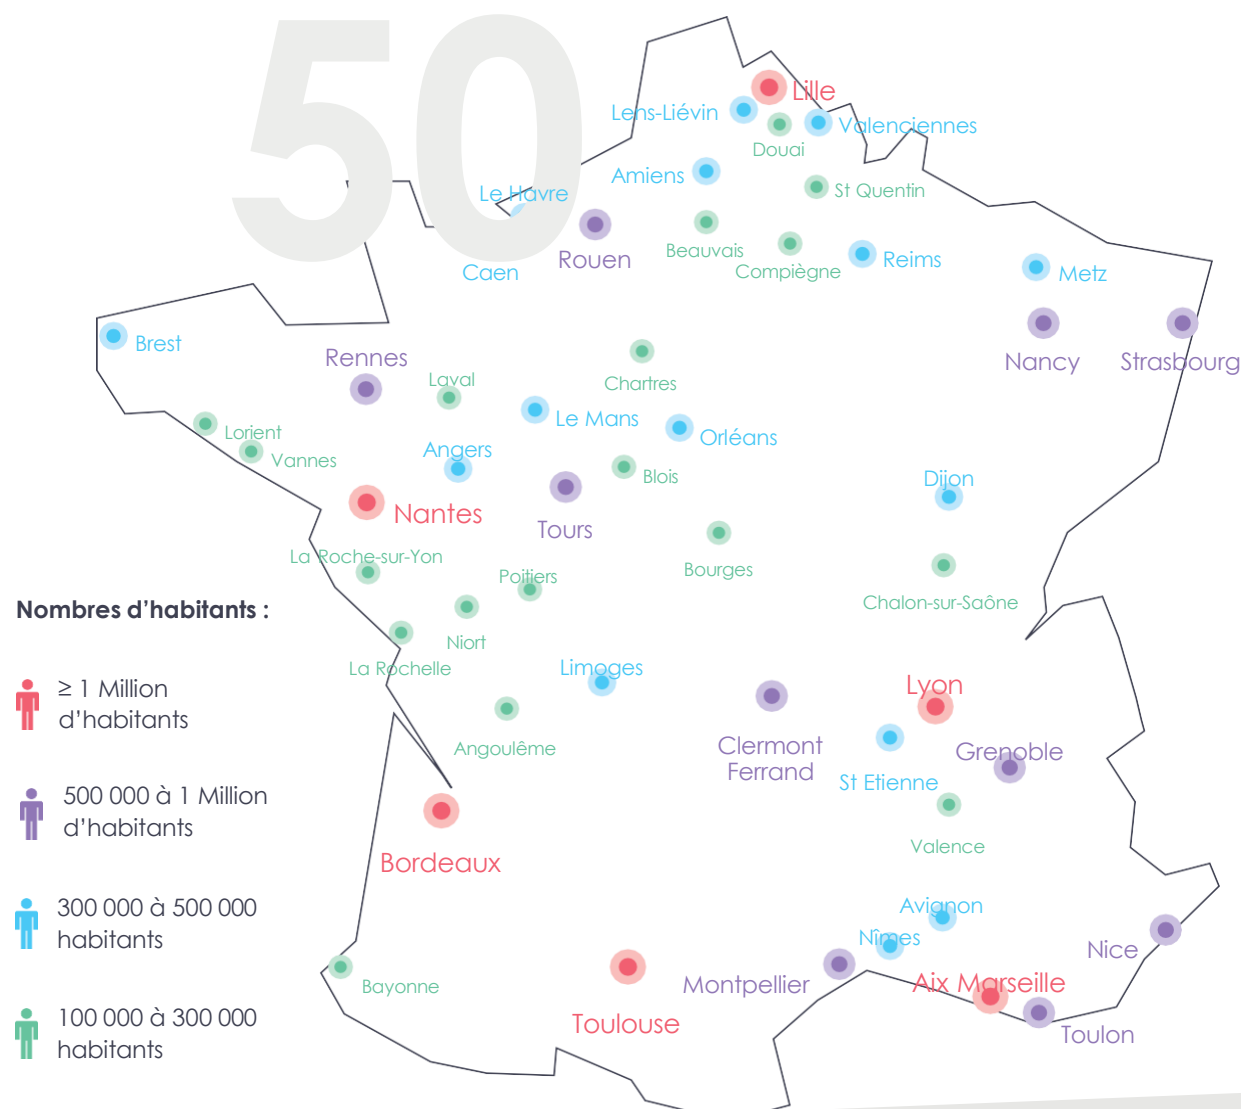 50
Lille
Lens-Liévin
Valenciennes
Douai
Amiens
St Quentin
Le Havre
Beauvais
Rouen
Compiègne
Reims
Caen
Metz
Brest
Rennes
Nancy
Strasbourg
Laval
Chartres
Le Mans
Lorient
Orléans
Angers
Vannes
Blois
Dijon
Nantes
Tours
La Roche-sur-Yon
Bourges
Poitiers
Chalon-sur-Saône
Nombres d’habitants :
Niort
La Rochelle
Limoges
Lyon
≥ 1 Million
d’habitants
Angoulême
Clermont
Ferrand
Grenoble
St Etienne
500 000 à 1 Million
d’habitants
Valence
Bordeaux
300 000 à 500 000
habitants
Avignon
Nîmes
Nice
Bayonne
Montpellier
Aix Marseille
Toulouse
Toulon
100 000 à 300 000
habitants